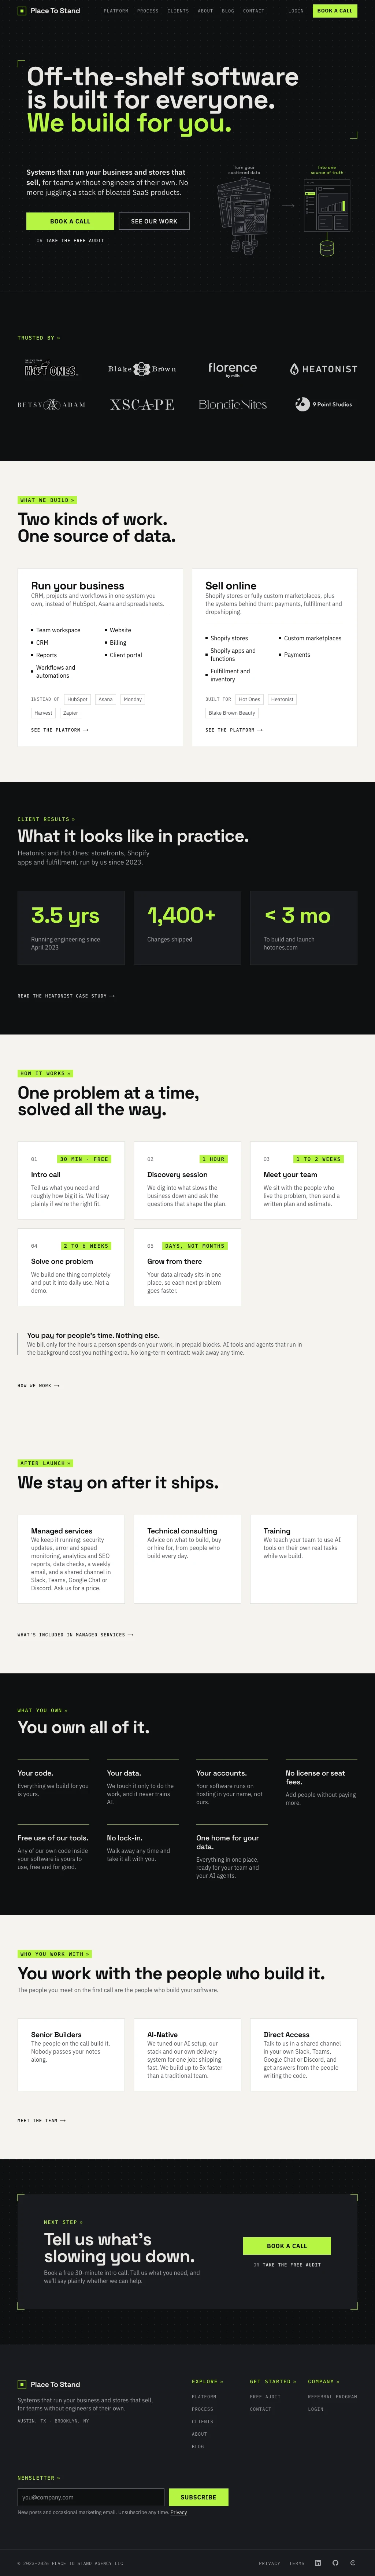 Place To Stand
PLATFORM PROCESS CLIENTS ABOUT BLOG CONTACT LOGIN BOOK A CALL
Off-the-shelf software
is built for everyone.
We build for you.
Systems that run your business and stores that
sell, for teams without engineers of their own. No
more juggling a stack of bloated SaaS products.
BOOK A CALL SEE OUR WORK
OR TAKE THE FREE AUDIT
Turn your
scattered data
Into one
source of truth
TRUSTED BY >
HOT ONES
Blake Brown
florence
by mills
HEATONIST
BETSY ADAM
XSCAPE
Blondie Nites
9 Point Studios
WHAT WE BUILD >
Two kinds of work.
One source of data.
Run your business
CRM, projects and workflows in one system you
own, instead of HubSpot, Asana and spreadsheets.
Team workspace
Website
CRM
Billing
Reports
Client portal
Workflows and
automations
INSTEAD OF HubSpot Asana Monday
Harvest Zapier
SEE THE PLATFORM →
Sell online
Shopify stores or fully custom marketplaces, plus
the systems behind them: payments, fulfillment and
dropshipping.
Shopify stores
Custom marketplaces
Shopify apps and
functions
Payments
Fulfillment and
inventory
BUILT FOR Hot Ones Heatonist
Blake Brown Beauty
SEE THE PLATFORM →
CLIENT RESULTS >
What it looks like in practice.
Heatonist and Hot Ones: storefronts, Shopify
apps and fulfillment, run by us since 2023.
3.5 yrs
Running engineering since
April 2023
1,400+
Changes shipped
< 3 mo
To build and launch
hotones.com
READ THE HEATONIST CASE STUDY →
HOW IT WORKS >
One problem at a time,
solved all the way.
01 30 MIN · FREE
Intro call
Tell us what you need and
roughly how big it is. We'll say
plainly if we're the right fit.
02 1 HOUR
Discovery session
We dig into what slows the
business down and ask the
questions that shape the plan.
03 1 TO 2 WEEKS
Meet your team
We sit with the people who
live the problem, then send a
written plan and estimate.
04 2 TO 6 WEEKS
Solve one problem
We build one thing completely
and put it into daily use. Not a
demo.
05 DAYS, NOT MONTHS
Grow from there
Your data already sits in one
place, so each next problem
goes faster.
You pay for people's time. Nothing else.
We bill only for the hours a person spends on your work, in prepaid blocks. AI tools and agents that run in
the background cost you nothing extra. No long-term contract: walk away any time.
HOW WE WORK →
AFTER LAUNCH >
We stay on after it ships.
Managed services
We keep it running: security
updates, error and speed
monitoring, analytics and SEO
reports, data checks, a weekly
email, and a shared channel in
Slack, Teams, Google Chat or
Discord. Ask us for a price.
Technical consulting
Advice on what to build, buy
or hire for, from people who
build every day.
Training
We teach your team to use AI
tools on their own real tasks
while we build.
WHAT'S INCLUDED IN MANAGED SERVICES →
WHAT YOU OWN >
You own all of it.
Your code.
Everything we build for you
is yours.
Your data.
We touch it only to do the
work, and it never trains
AI.
Your accounts.
Your software runs on
hosting in your name, not
ours.
No license or seat
fees.
Add people without paying
more.
Free use of our tools.
Any of our own code inside
your software is yours to
use, free and for good.
No lock-in.
Walk away any time and
take it all with you.
One home for your
data.
Everything in one place,
ready for your team and
your AI agents.
WHO YOU WORK WITH >
You work with the people who build it.
The people you meet on the first call are the people who build your software.
Senior Builders
The people on the call build it.
Nobody passes your notes
along.
AI-Native
We tuned our AI setup, our
stack and our own delivery
system for one job: shipping
fast. We build up to 5x faster
than a traditional team.
Direct Access
Talk to us in a shared channel
in your own Slack, Teams,
Google Chat or Discord, and
get answers from the people
writing the code.
MEET THE TEAM →
NEXT STEP >
Tell us what's
slowing you down.
Book a free 30-minute intro call. Tell us what you need, and
we'll say plainly whether we can help.
BOOK A CALL
OR TAKE THE FREE AUDIT
Place To Stand
Systems that run your business and stores that sell,
for teams without engineers of their own.
AUSTIN, TX · BROOKLYN, NY
EXPLORE >
PLATFORM
PROCESS
CLIENTS
ABOUT
BLOG
GET STARTED >
FREE AUDIT
CONTACT
COMPANY >
REFERRAL PROGRAM
LOGIN
NEWSLETTER >
you@company.com SUBSCRIBE
New posts and occasional marketing email. Unsubscribe any time. Privacy
© 2023–2026 PLACE TO STAND AGENCY LLC
PRIVACY TERMS